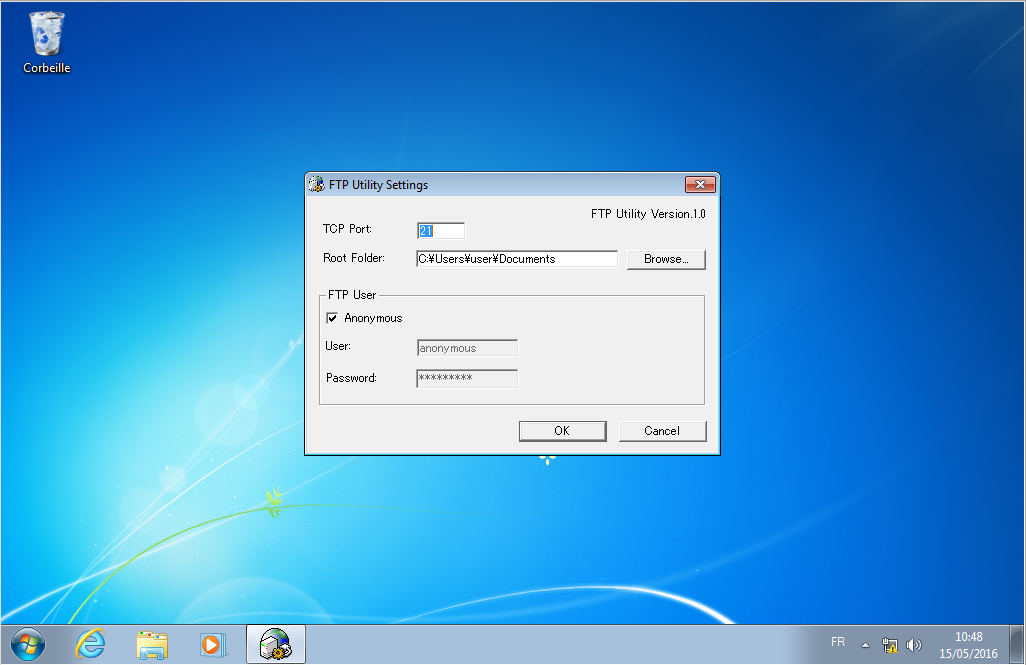 Corbeille
FTP Utility Settings
FTP Utility Version.1.0
TCP Port:
21
Root Folder:
C:¥Users¥user¥Documents
Browse...
FTP User
Anonymous
User:
anonymous
Password:
*********
OK
Cancel
FR
10:48
15/05/2016